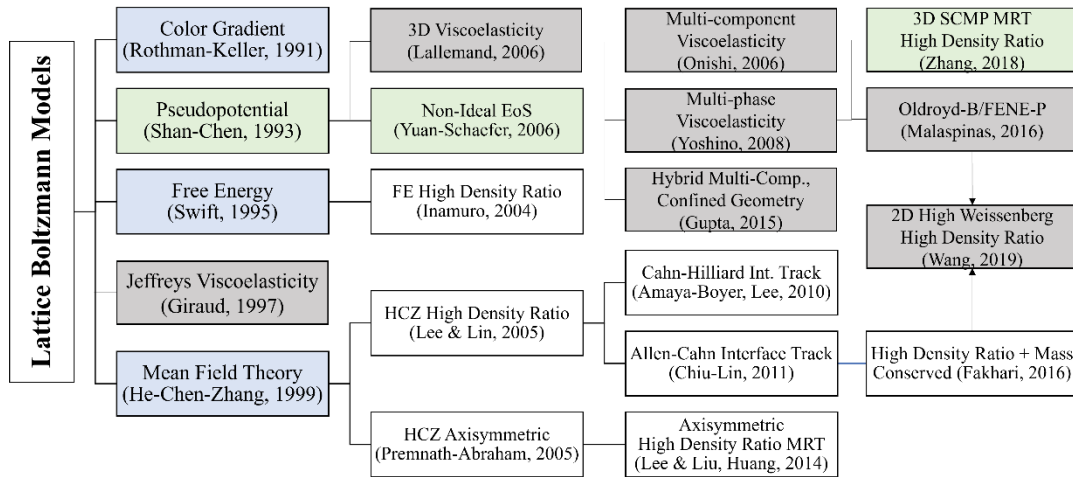 Lattice Boltzmann Models
Color Gradient
(Rothman-Keller, 1991)
Pseudopotential
(Shan-Chen, 1993)
Free Energy
(Swift, 1995)
Jeffreys Viscoelasticity
(Giraud, 1997)
Mean Field Theory
(He-Chen-Zhang, 1999)
3D Viscoelasticity
(Lallemand, 2006)
Non-Ideal EoS
(Yuan-Schaefer, 2006)
FE High Density Ratio
(Inamuro, 2004)
HCZ High Density Ratio
(Lee & Lin, 2005)
HCZ Axisymmetric
(Premnath-Abraham, 2005)
Multi-component
Viscoelasticity
(Onishi, 2006)
Multi-phase
Viscoelasticity
(Yoshino, 2008)
Hybrid Multi-Comp.,
Confined Geometry
(Gupta, 2015)
Cahn-Hilliard Int. Track
(Amaya-Boyer, Lee, 2010)
Allen-Cahn Interface Track
(Chiu-Lin, 2011)
Axisymmetric
High Density Ratio MRT
(Lee & Liu, Huang, 2014)
3D SCMP MRT
High Density Ratio
(Zhang, 2018)
Oldroyd-B/FENE-P
(Malaspinas, 2016)
2D High Weissenberg
High Density Ratio
(Wang, 2019)
High Density Ratio + Mass
Conserved (Fakhari, 2016)